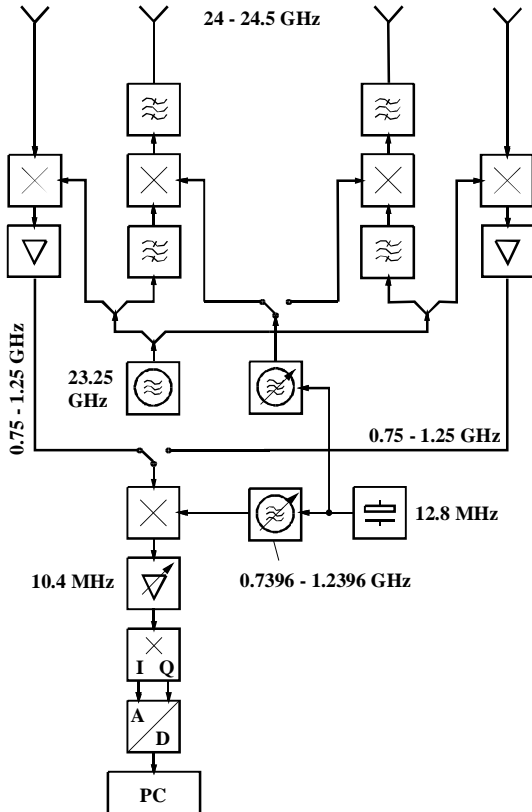 24 - 24.5 GHz
23.25
GHz
0.75 - 1.25 GHz
0.75 - 1.25 GHz
12.8 MHz
0.7396 - 1.2396 GHz
10.4 MHz
I Q
A
D
PC